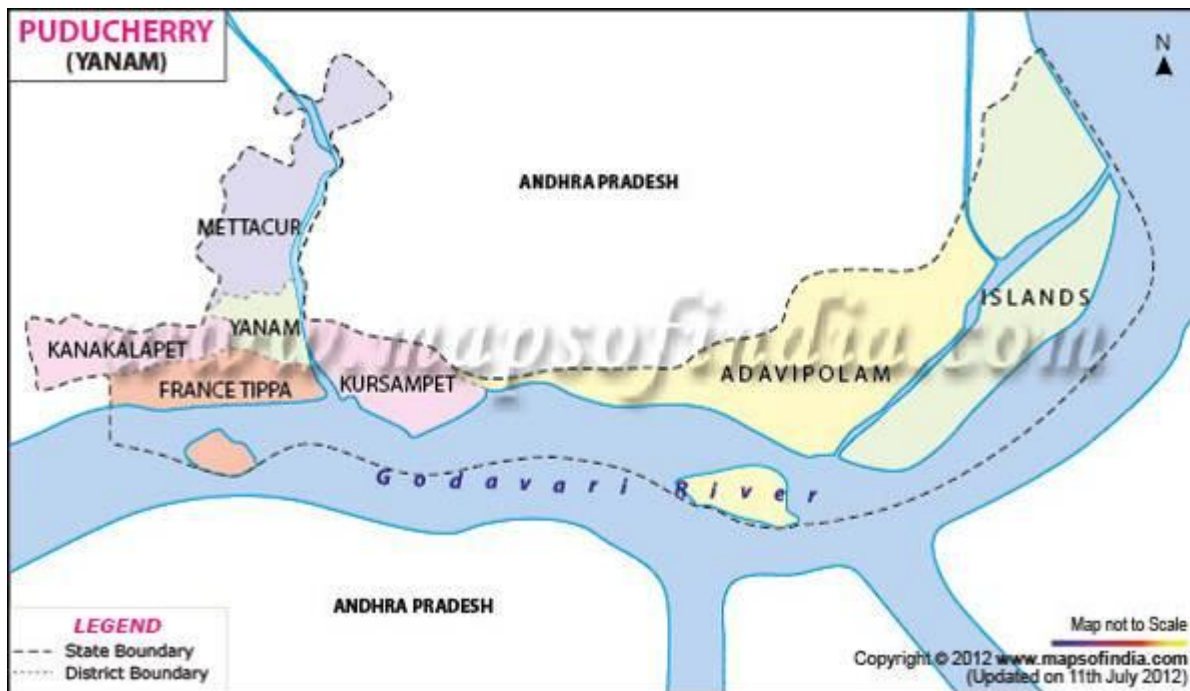 PUDUCHERRY
(YANAM)
N
ANDHRA PRADESH
METTACUR
ISLANDS
YANAM
www.mapsofindia.com
KANAKALAPET
KURSAMPET
ADAVIPOLAM
FRANCE TIPPA
Godavari River
ANDHRA PRADESH
LEGEND
State Boundary
District Boundary
Map not to Scale
Copyright © 2012 www.mapsofindia.com
(Updated on 11th July 2012)